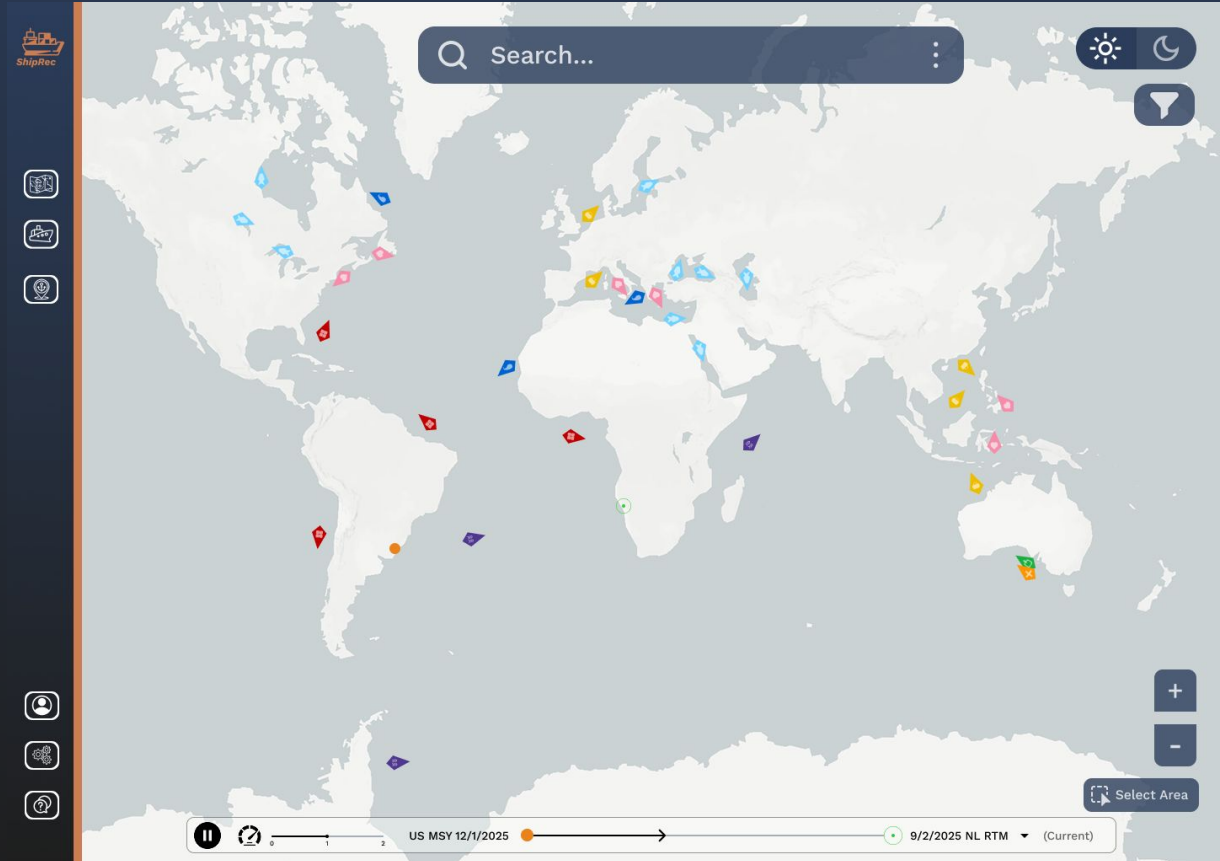 Search...
ShipRec
Select Area
0 1 2
US MSY 12/1/2025
9/2/2025 NL RTM
(Current)
+
-